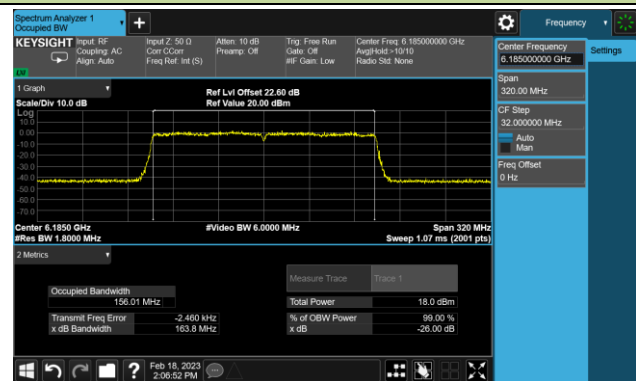 Spectrum Analyzer 1
Occupied BW
Frequency
KEYSIGHT
Input: RF
Coupling: AC
Align: Auto
Input Z: 50 Ω
Corr CCorr
Freq Ref: Int (S)
Atten: 10 dB
Preamp: Off
Trig: Free Run
Gate: Off
#IF Gain: Low
Center Freq: 6.185000000 GHz
Avg|Hold:>10/10
Radio Std: None
Center Frequency
6.185000000 GHz
Settings
Span
320.00 MHz
CF Step
32.000000 MHz
Auto
Man
Freq Offset
0 Hz
1 Graph
Scale/Div 10.0 dB
Ref Lvl Offset 22.60 dB
Ref Value 20.00 dBm
Log
10.0
0.00
-10.0
-20.0
-30.0
-40.0
-50.0
-60.0
-70.0
Center 6.1850 GHz
#Res BW 1.8000 MHz
#Video BW 6.0000 MHz
Span 320 MHz
Sweep 1.07 ms (2001 pts)
2 Metrics
Measure Trace
Trace 1
Occupied Bandwidth
156.01 MHz
Total Power
18.0 dBm
Transmit Freq Error
-2.460 kHz
% of OBW Power
99.00 %
x dB Bandwidth
163.8 MHz
x dB
-26.00 dB
?
Feb 18, 2023
2:06:52 PM